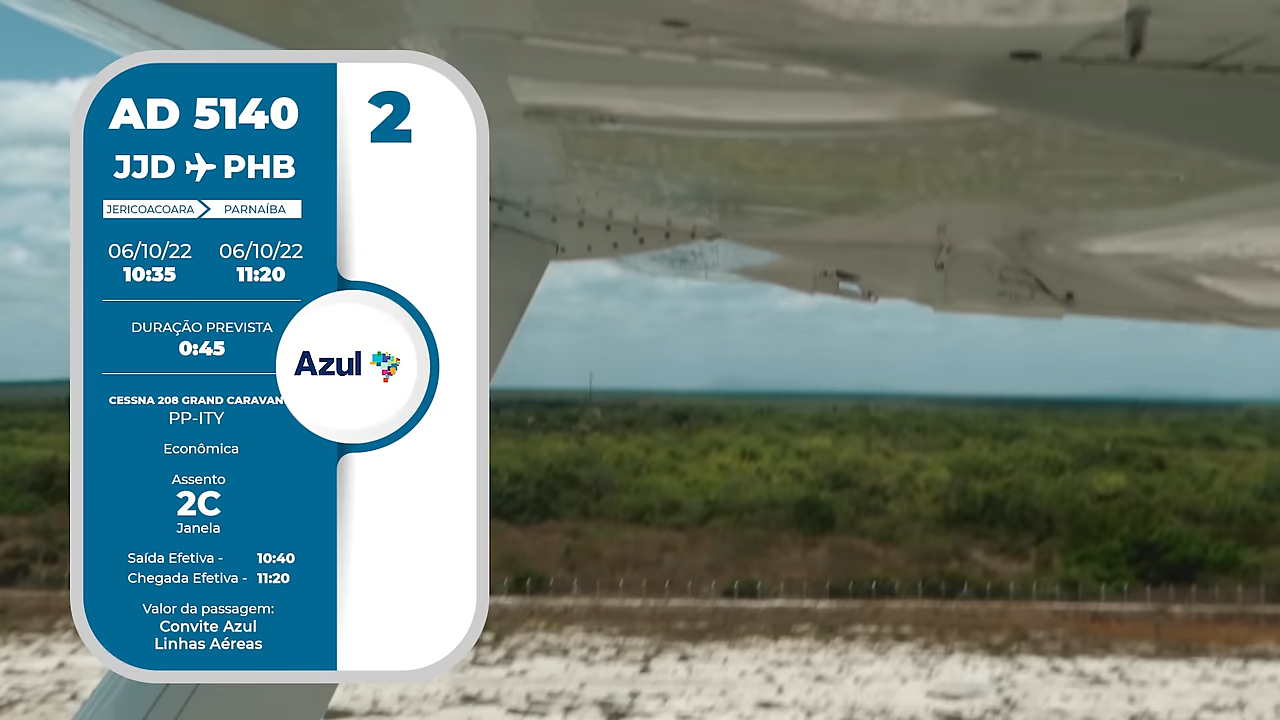 AD 5140
2
JJD PHB
JERICOACOARA PARNAÍBA
06/10/22 06/10/22
10:35 11:20
DURAÇÃO PREVISTA
0:45
Azul
CESSNA 208 GRAND CARAVAN
PP-ITY
Econômica
Assento
2C
Janela
Saída Efetiva - 10:40
Chegada Efetiva - 11:20
Valor da passagem:
Convite Azul
Linhas Aéreas